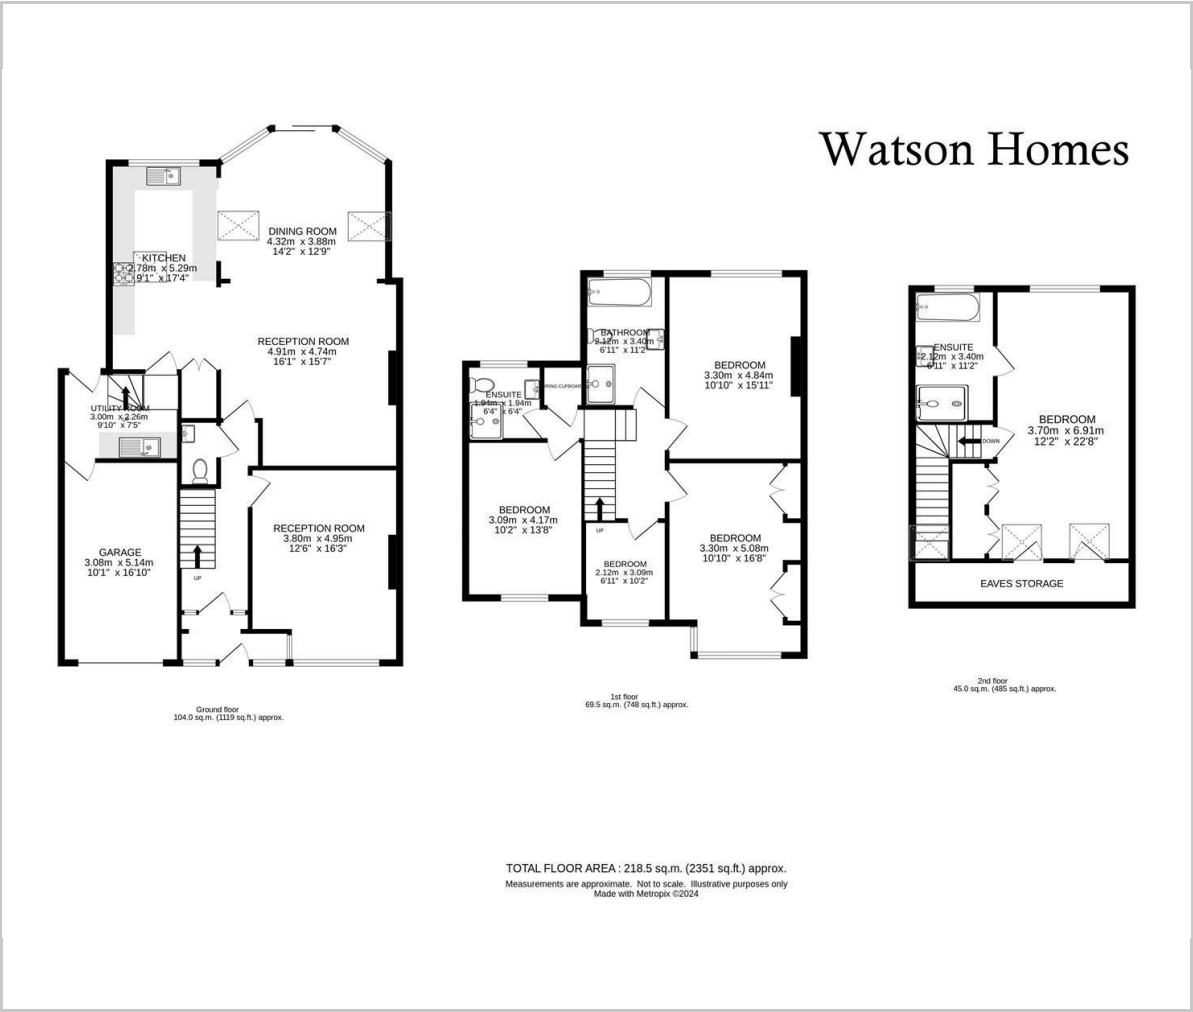 Watson Homes
DINING ROOM
4.32m x 3.88m
14'2" x 12'9"
KITCHEN
2.78m x 5.29m
9'1" x 17'4"
RECEPTION ROOM
4.91m x 4.74m
16'1" x 15'7"
UTILITY ROOM
3.00m x 2.26m
9'10" x 7'5"
RECEPTION ROOM
3.80m x 4.95m
12'6" x 16'3"
GARAGE
3.08m x 5.14m
10'1" x 16'10"
UP
Ground floor
104.0 sq.m. (1119 sq.ft.) approx.
BATHROOM
2.12m x 3.40m
6'11" x 11'2"
BEDROOM
3.30m x 4.84m
10'10" x 15'11"
ENSUITE
1.94m x 1.94m
6'4" x 6'4"
BEDROOM
3.09m x 4.17m
10'2" x 13'8"
UP
BEDROOM
2.12m x 3.09m
6'11" x 10'2"
BEDROOM
3.30m x 5.08m
10'10" x 16'8"
1st floor
69.5 sq.m. (748 sq.ft.) approx.
ENSUITE
2.12m x 3.40m
6'11" x 11'2"
BEDROOM
3.70m x 6.91m
12'2" x 22'8"
DOWN
EAVES STORAGE
2nd floor
45.0 sq.m. (485 sq.ft.) approx.
TOTAL FLOOR AREA : 218.5 sq.m. (2351 sq.ft.) approx.
Measurements are approximate. Not to scale. Illustrative purposes only
Made with Metropix ©2024